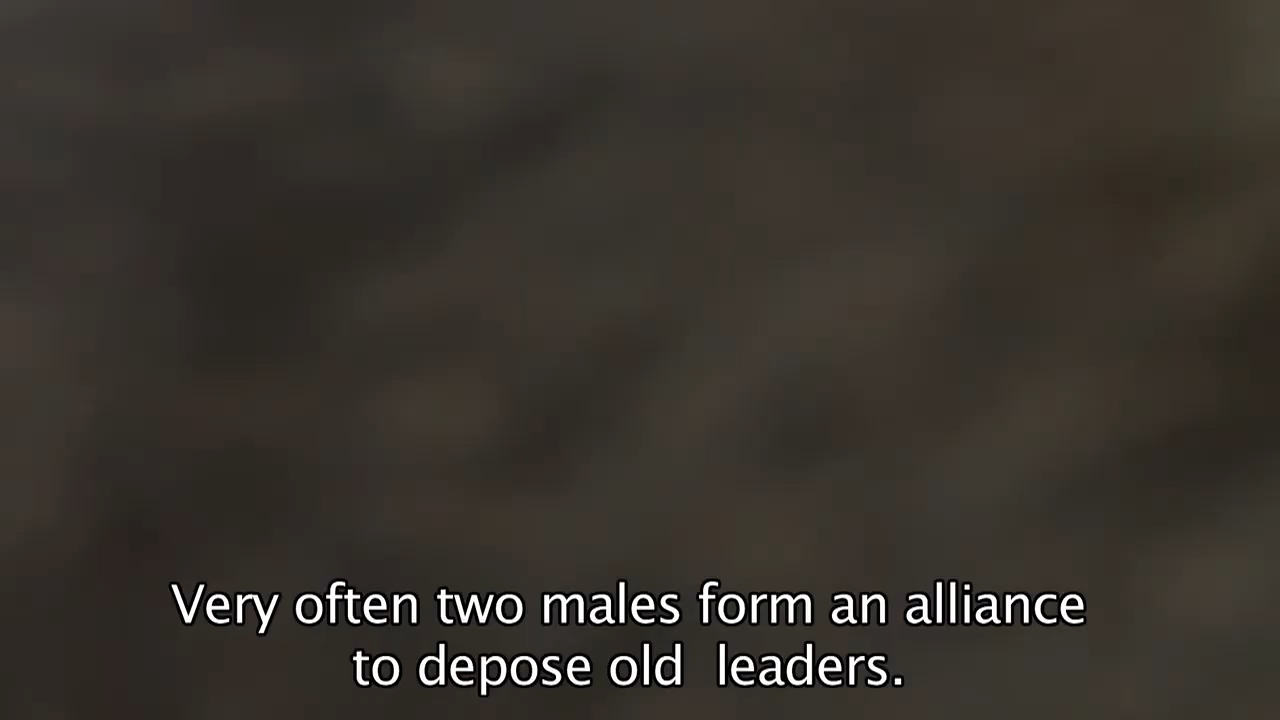 Very often two males form an alliance
to depose old  leaders.